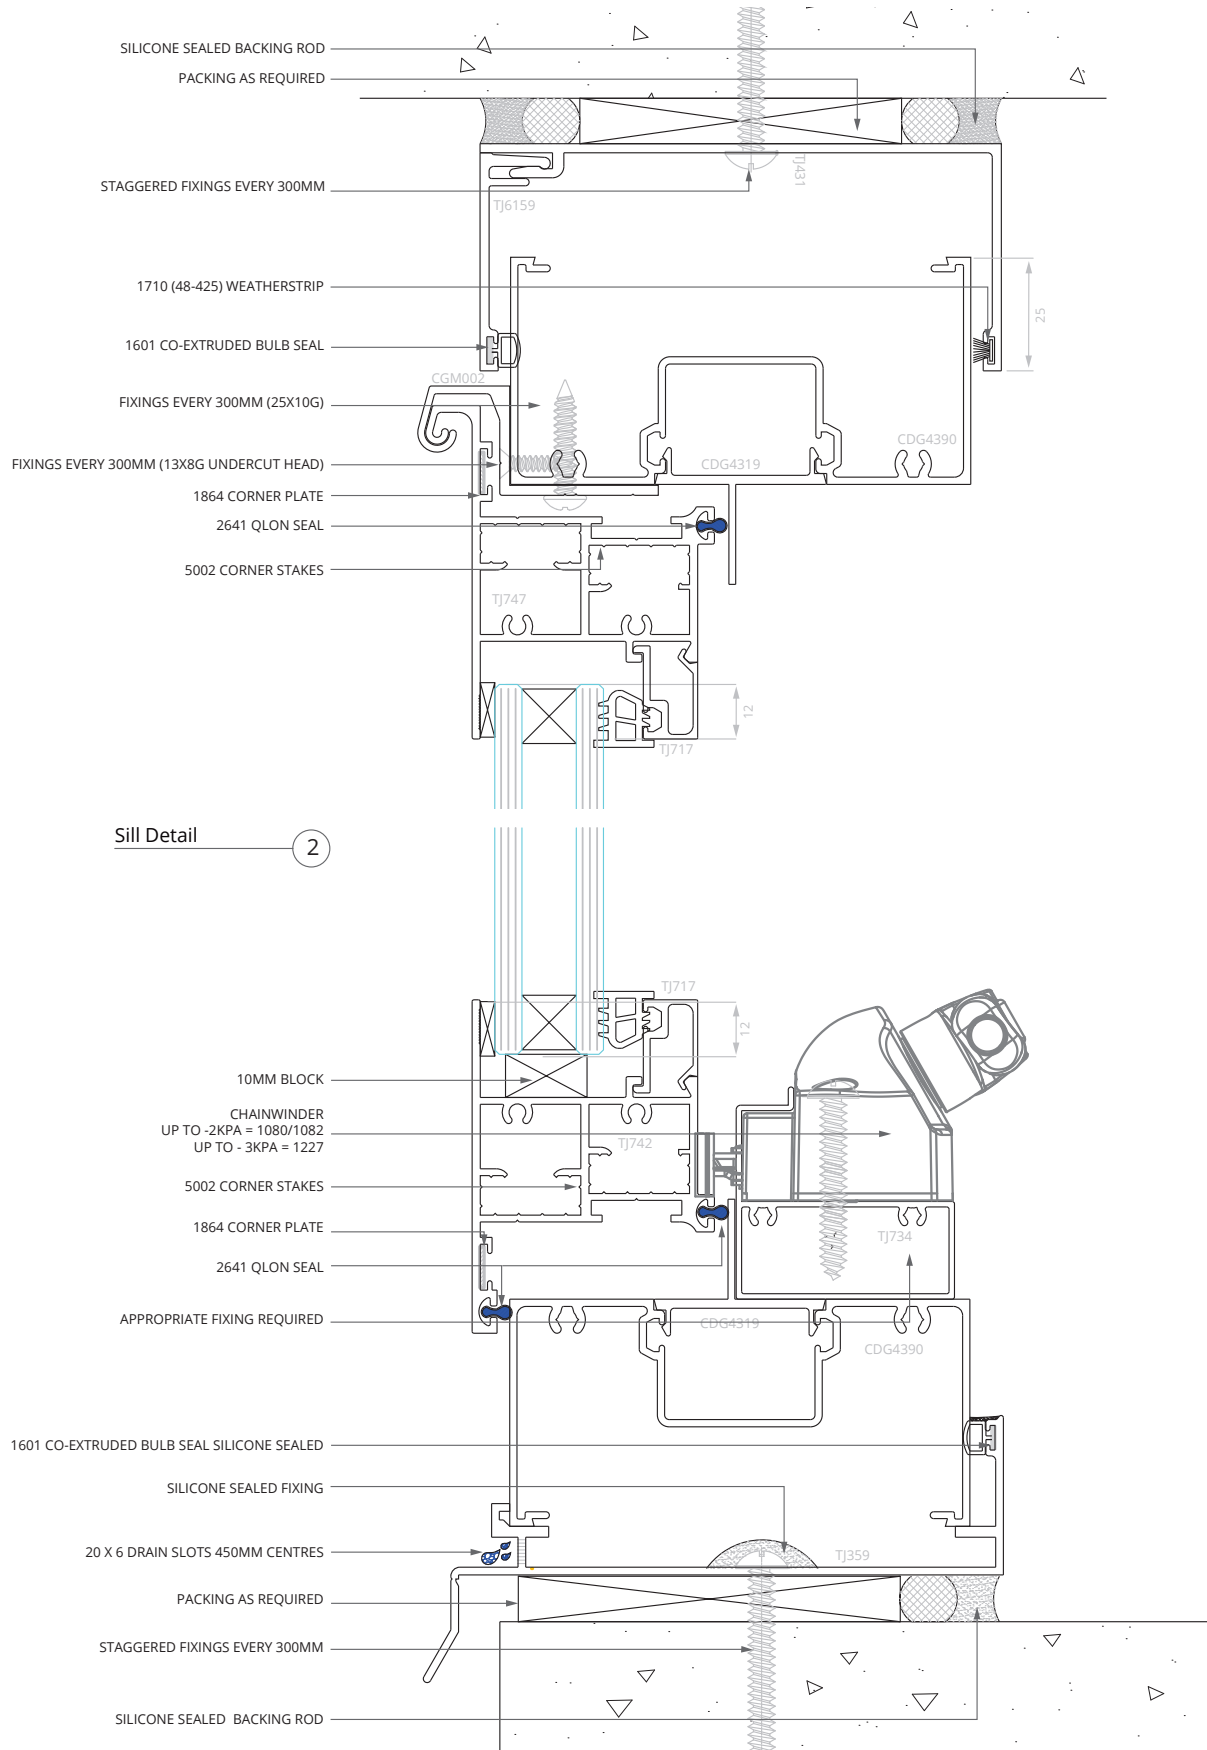 SILICONE SEALED BACKING ROD
PACKING AS REQUIRED
TJ431
STAGGERED FIXINGS EVERY 300MM
TJ6159
1710 (48-425) WEATHERSTRIP
25
1601 CO-EXTRUDED BULB SEAL
CGM002
FIXINGS EVERY 300MM (25X10G)
CDG4390
FIXINGS EVERY 300MM (13X8G UNDERCUT HEAD)
CDG4319
1864 CORNER PLATE
2641 QLON SEAL
5002 CORNER STAKES
TJ747
12
TJ717
Sill Detail
2
TJ717
12
10MM BLOCK
CHAINWINDER
UP TO -2KPA = 1080/1082
UP TO - 3KPA = 1227
TJ742
5002 CORNER STAKES
1864 CORNER PLATE
TJ734
2641 QLON SEAL
APPROPRIATE FIXING REQUIRED
CDG4319
CDG4390
1601 CO-EXTRUDED BULB SEAL SILICONE SEALED
SILICONE SEALED FIXING
20 X 6 DRAIN SLOTS 450MM CENTRES
TJ359
PACKING AS REQUIRED
STAGGERED FIXINGS EVERY 300MM
SILICONE SEALED  BACKING ROD